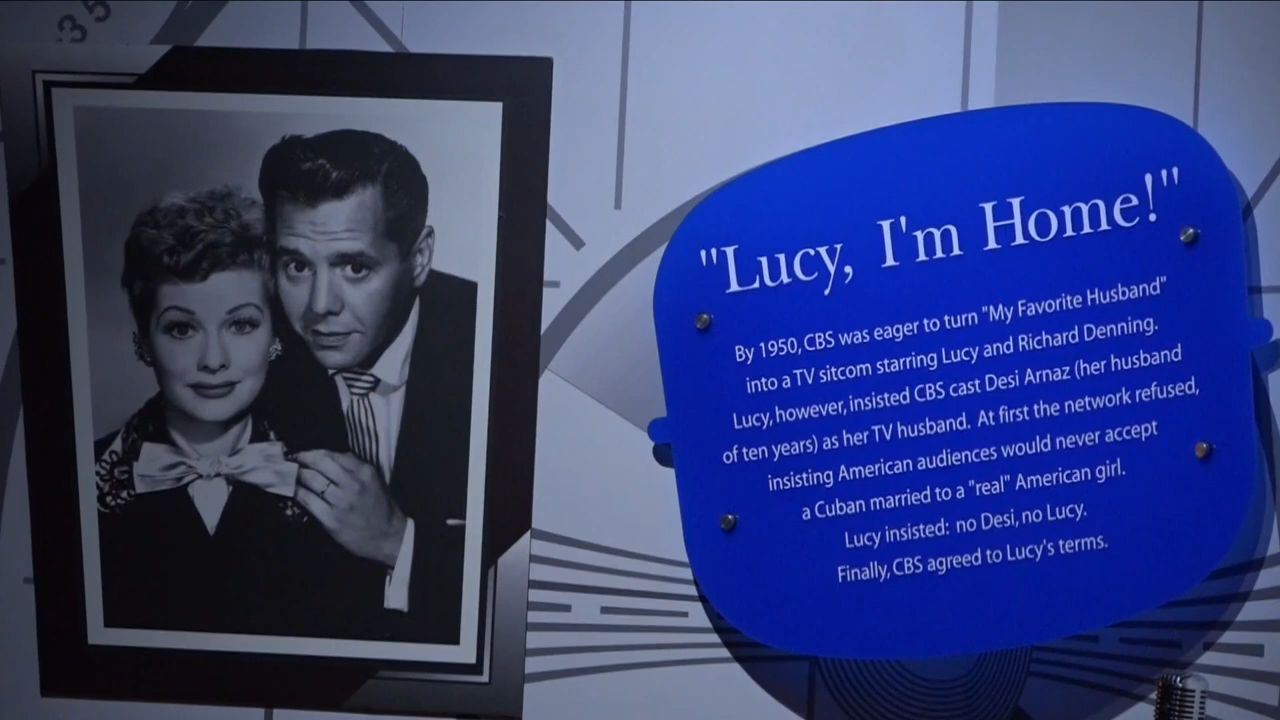 35
"Lucy, I'm Home!"
By 1950, CBS was eager to turn "My Favorite Husband"
into a TV sitcom starring Lucy and Richard Denning.
Lucy, however, insisted CBS cast Desi Arnaz (her husband
of ten years) as her TV husband. At first the network refused,
insisting American audiences would never accept
a Cuban married to a "real" American girl.
Lucy insisted: no Desi, no Lucy.
Finally, CBS agreed to Lucy's terms.